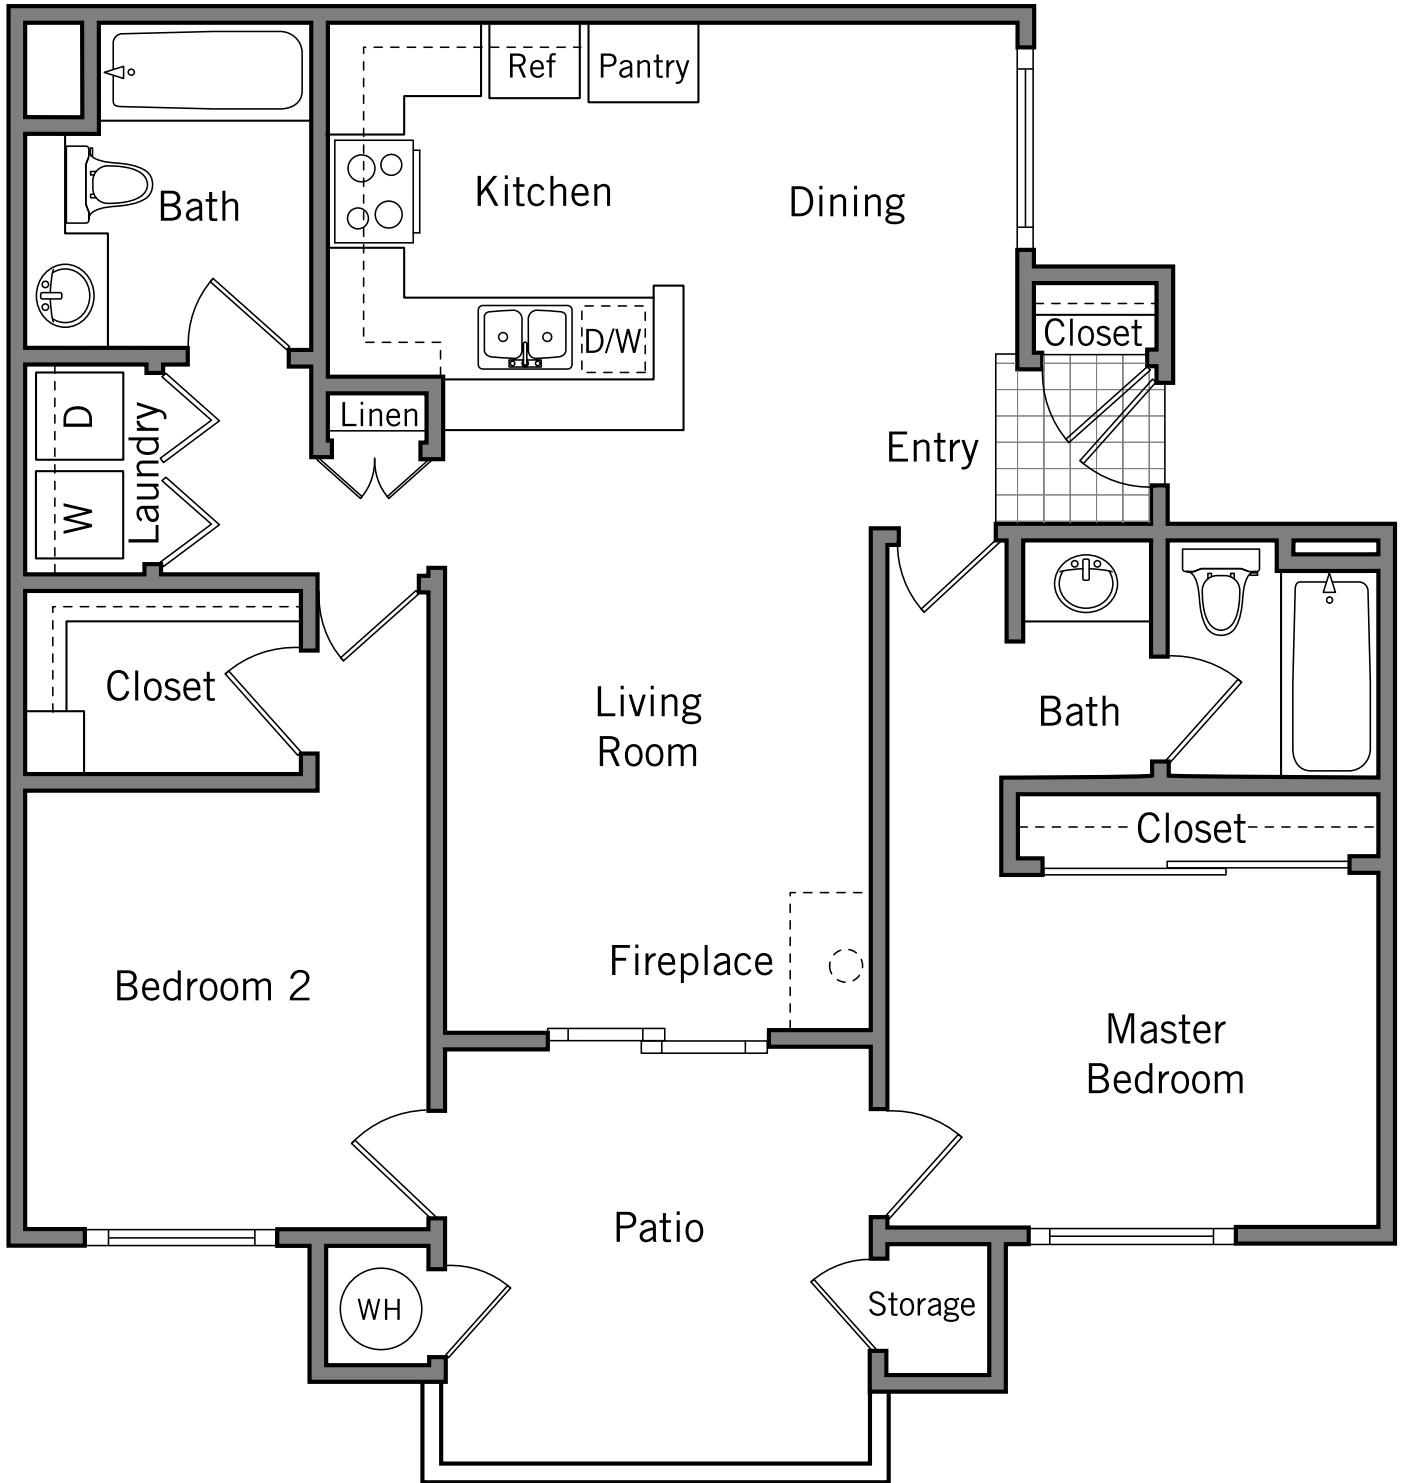 Ref
Pantry
Kitchen
Dining
Bath
D/W
Closet
Linen
D
W
Laundry
Entry
Closet
Living
Room
Bath
Closet
Fireplace
Bedroom 2
Master
Bedroom
Patio
WH
Storage